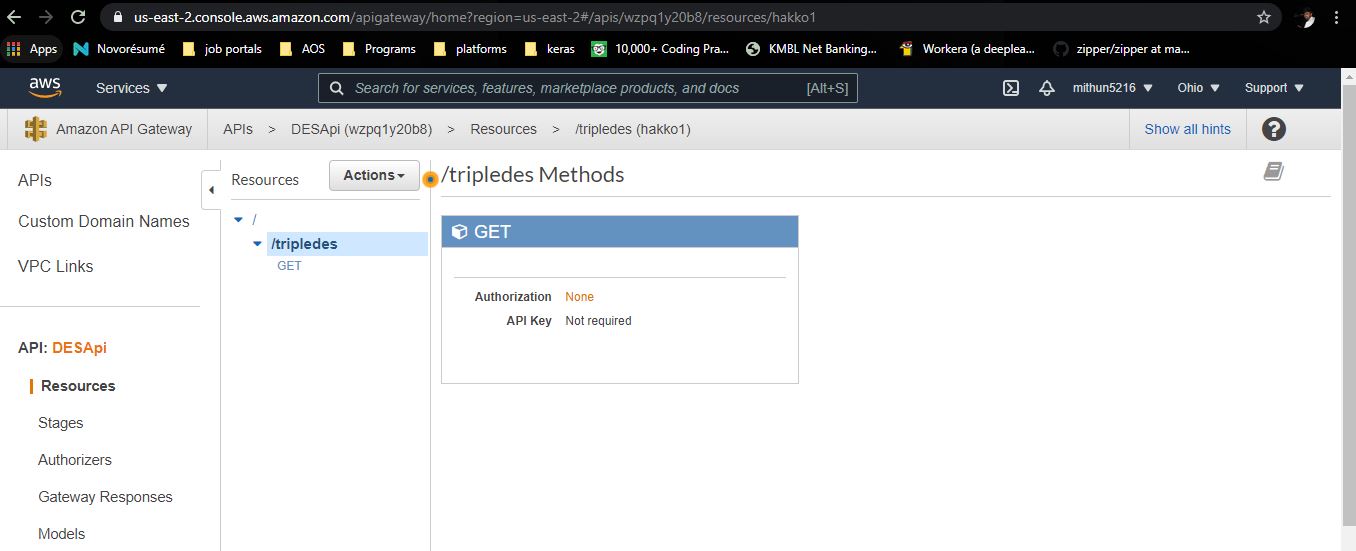 us-east-2.console.aws.amazon.com/apigateway/home?region=us-east-2#/apis/wzpq1y20b8/resources/hakko1
Apps Novorésumé job portals AOS Programs platforms keras 10,000+ Coding Pra... KMBL Net Banking... Workera (a deeplea... zipper/zipper at ma...
aws Services Search for services, features, marketplace products, and docs [Alt+S] mithun5216 Ohio Support
Amazon API Gateway APIs > DESApi (wzpq1y20b8) > Resources > /tripledes (hakko1) Show all hints ?
APIs
Custom Domain Names
VPC Links
API: DESApi
Resources
Stages
Authorizers
Gateway Responses
Models
Resources Actions
/
/tripledes
GET
/tripledes Methods
GET
Authorization None
API Key Not required